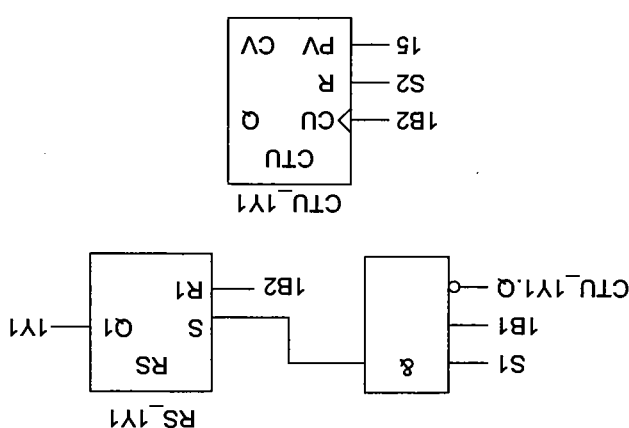 RS_1Y1
& RS
S1
1B1 S Q1 1Y1
CTU_1Y1.Q 1B2 R1
CTU_1Y1
CTU
1B2 CU Q
S2 R
15 PV CV